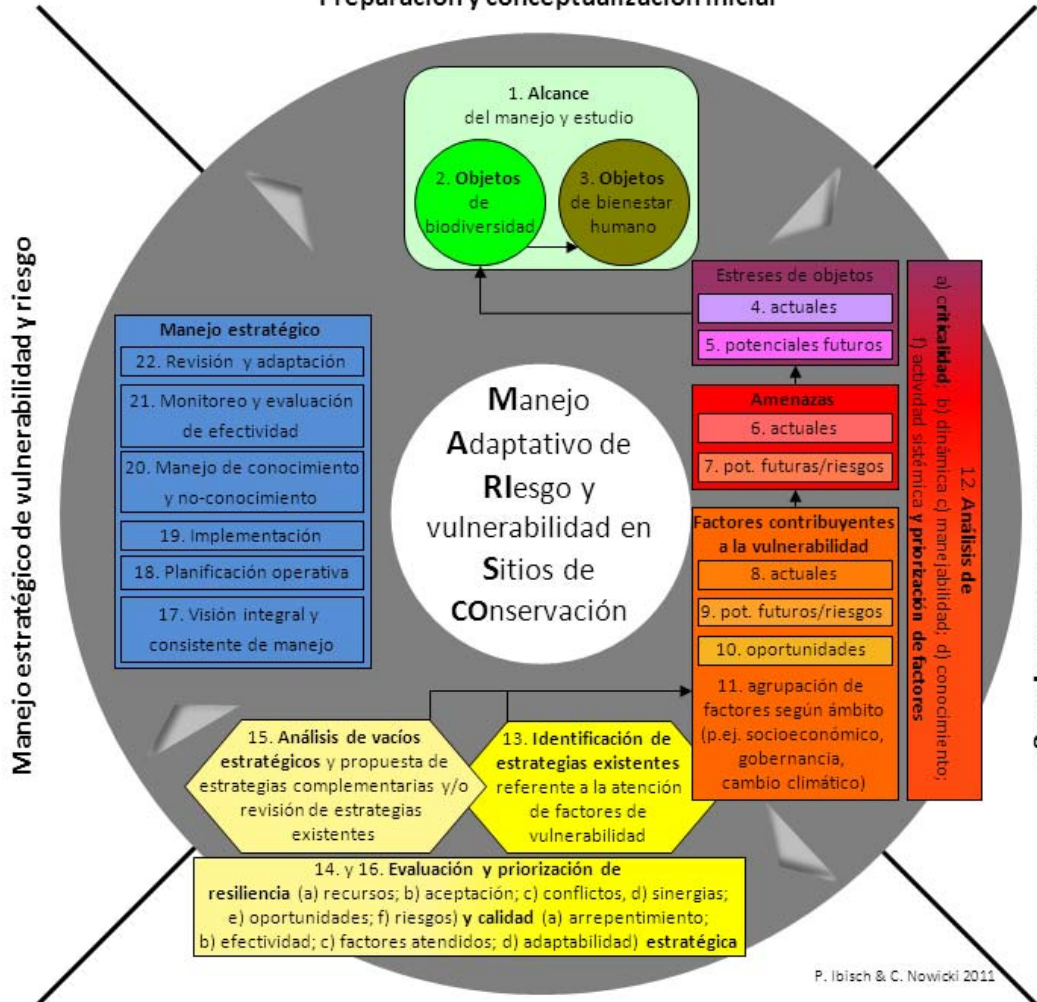 Preparación y conceptualización inicial
1. Alcance
del manejo y estudio
2. Objetos
de
biodiversidad
3. Objetos
de bienestar
humano
Estreses de objetos
4. actuales
5. potenciales futuros
Amenazas
6. actuales
7. pot. futuras/riesgos
Factores contribuyentes
a la vulnerabilidad
8. actuales
9. pot. futuros/riesgos
10. oportunidades
11. agrupación de
factores según ámbito
(p.ej. socioeconómico,
gobernancia,
cambio climático)
12. Análisis de
a) criticalidad; b) dinámica c) manejabilidad; d) conocimiento;
f) actividad sistémica y priorización de factores
Manejo
Adaptativo de
RIesgo y
vulnerabilidad en
Sitios de
COnservación
13. Identificación de
estrategias existentes
referente a la atención
de factores de
vulnerabilidad
15. Análisis de vacíos
estratégicos y propuesta de
estrategias complementarias y/o
revisión de estrategias
existentes
14. y 16. Evaluación y priorización de
resiliencia (a) recursos; b) aceptación; c) conflictos, d) sinergias;
e) oportunidades; f) riesgos) y calidad (a) arrepentimiento;
b) efectividad; c) factores atendidos; d) adaptabilidad) estratégica
Manejo estratégico de vulnerabilidad y riesgo
Manejo estratégico
22. Revisión y adaptación
21. Monitoreo y evaluación
de efectividad
20. Manejo de conocimiento
y no-conocimiento
19. Implementación
18. Planificación operativa
17. Visión integral y
consistente de manejo
P. Ibisch & C. Nowicki 2011